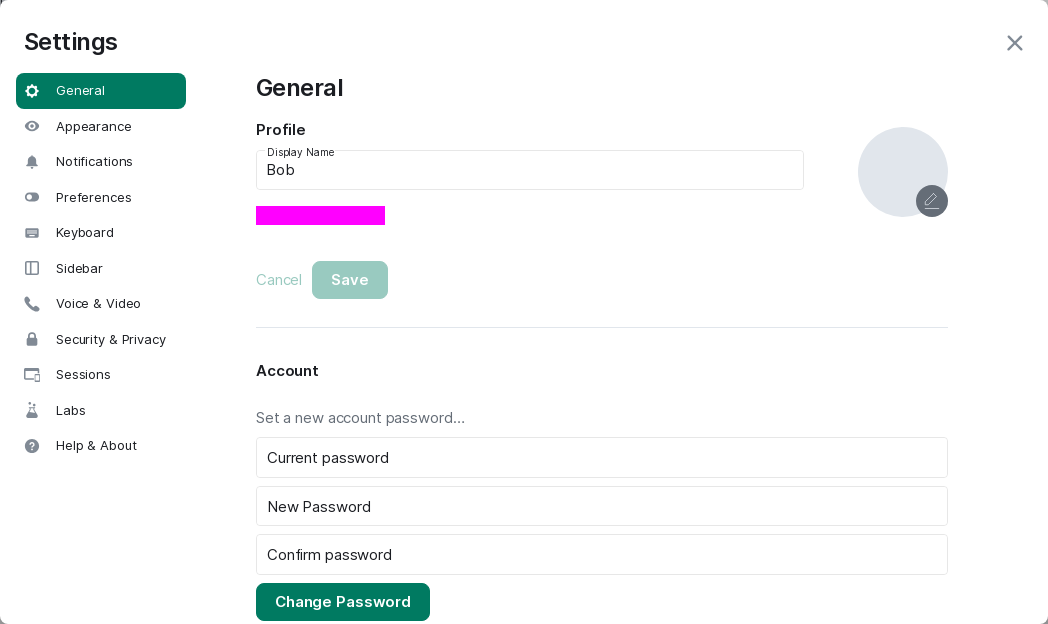 Settings
General
Appearance
Notifications
Preferences
Keyboard
Sidebar
Voice & Video
Security & Privacy
Sessions
Labs
Help & About
General
Profile
Display Name
Bob
Cancel
Save
Account
Set a new account password...
Current password
New Password
Confirm password
Change Password